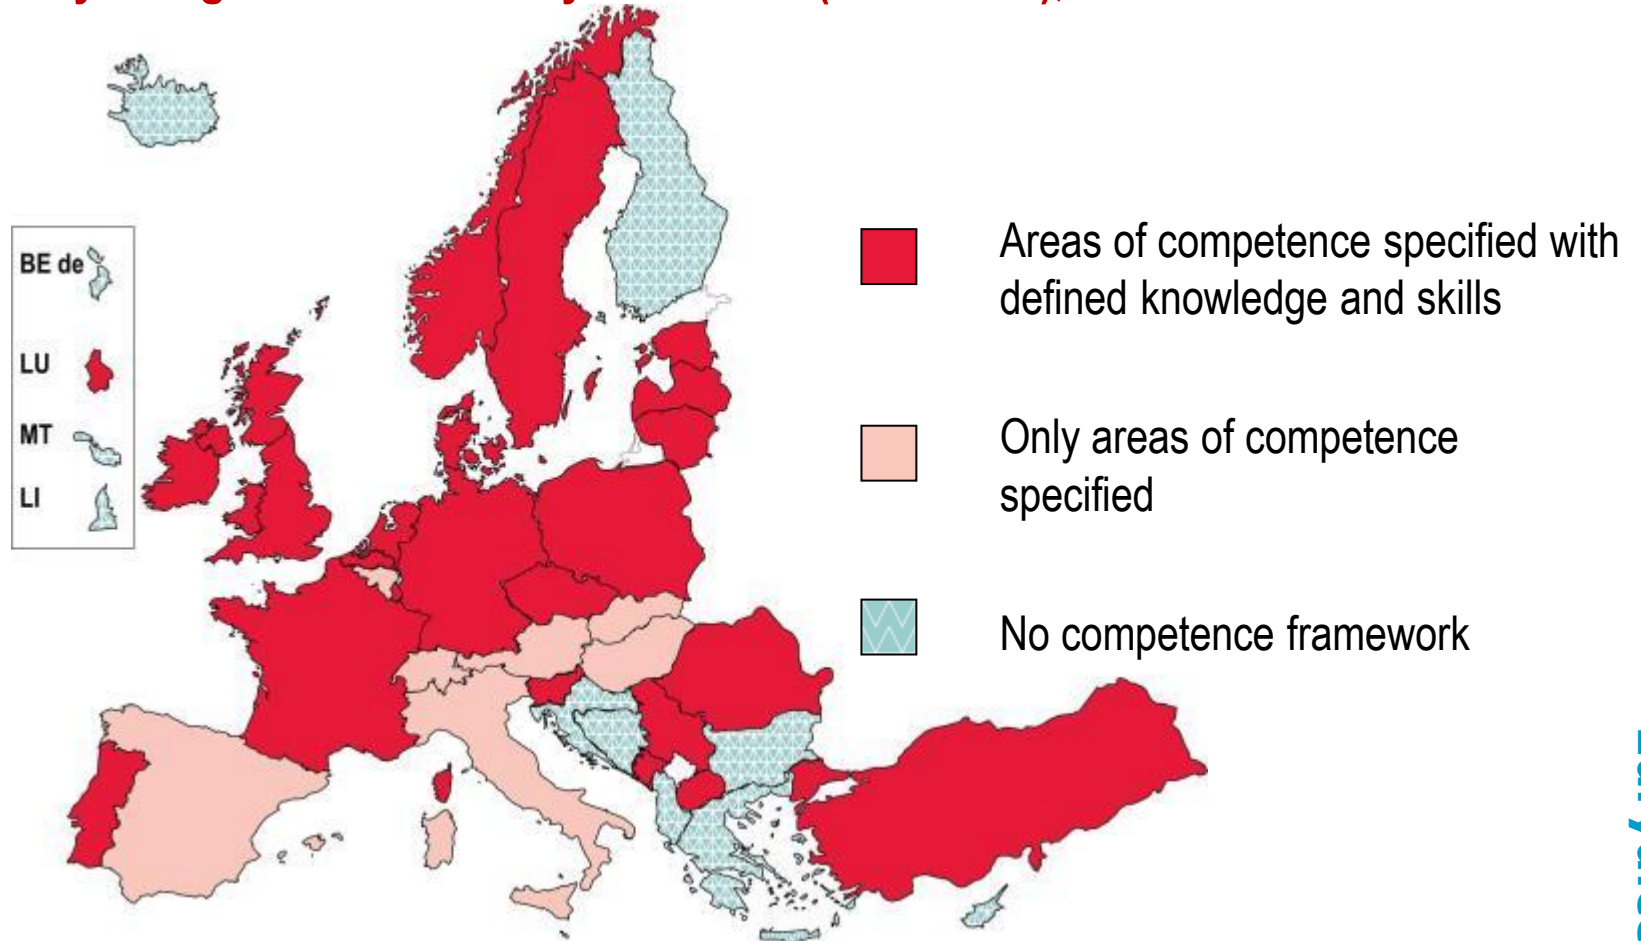 BE de
LU
MT
LI
Areas of competence specified with
defined knowledge and skills
Only areas of competence
specified
No competence framework